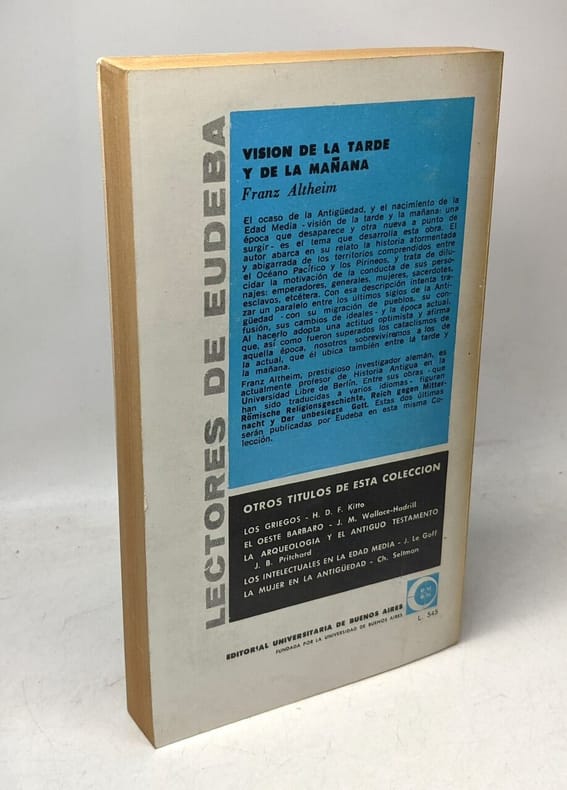 LECTORES DE EUDEBA
VISION DE LA TARDE
Y DE LA MAÑANA
Franz Altheim
El ocaso de la Antigüedad, y el nacimiento de la
Edad Media - visión de la tarde y la mañana: una
época que desaparece y otra nueva a punto de
surgir - es el tema que desarrolla esta obra. El
autor abarca en su relato la historia atormentada
y abigarrada de los territorios comprendidos entre
el Océano Pacífico y los Pirineos, y trata de dilu-
cidar la motivación de la conducta de sus perso-
najes: emperadores, generales, mujeres, sacerdotes,
esclavos, etcétera. Con esa descripción intenta tra-
zar un paralelo entre los últimos siglos de la Anti-
güedad - con su migración de pueblos, su con-
fusión, sus cambios de ideales - y la época actual.
Al hacerlo adopta una actitud optimista y afirma
que, así como fueron superados los cataclismos de
aquella época, nosotros sobreviviremos a los de
la actual, que él ubica también entre la tarde y
la mañana.
Franz Altheim, prestigioso investigador alemán, es
actualmente profesor de Historia Antigua en la
Universidad Libre de Berlín. Entre sus obras - que
han sido traducidas a varios idiomas - figuran
Römische Religionsgeschichte, Reich gegen Mitter-
nacht y Der unbesiegte Gott. Estas dos últimas
serán publicadas por Eudeba en esta misma Co-
lección.
OTROS TITULOS DE ESTA COLECCION
LOS GRIEGOS - H. D. F. Kitto
EL OESTE BARBARO - J. M. Wallace-Hadrill
LA ARQUEOLOGIA Y EL ANTIGUO TESTAMENTO
J. B. Pritchard
LOS INTELECTUALES EN LA EDAD MEDIA - J. Le Goff
LA MUJER EN LA ANTIGÜEDAD - Ch. Seltman
EDITORIAL UNIVERSITARIA DE BUENOS AIRES
FUNDADA POR LA UNIVERSIDAD DE BUENOS AIRES
L. 545